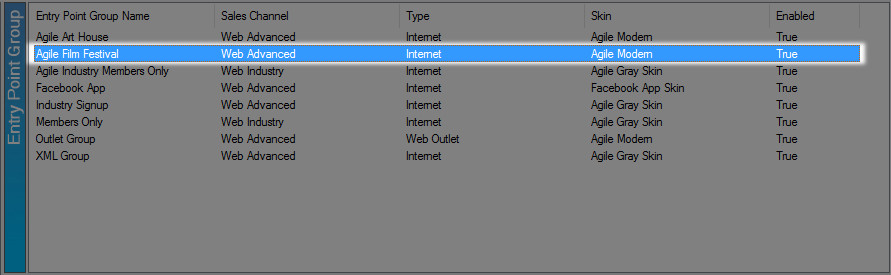 Entry Point Group
Entry Point Group Name Sales Channel Type Skin Enabled
Agile Art House Web Advanced Internet Agile Modern True
Agile Film Festival Web Advanced Internet Agile Modern True
Agile Industry Members Only Web Industry Internet Agile Gray Skin True
Facebook App Web Advanced Internet Facebook App Skin True
Industry Signup Web Advanced Internet Agile Gray Skin True
Members Only Web Industry Internet Agile Gray Skin True
Outlet Group Web Advanced Web Outlet Agile Modern True
XML Group Web Advanced Internet Agile Gray Skin True